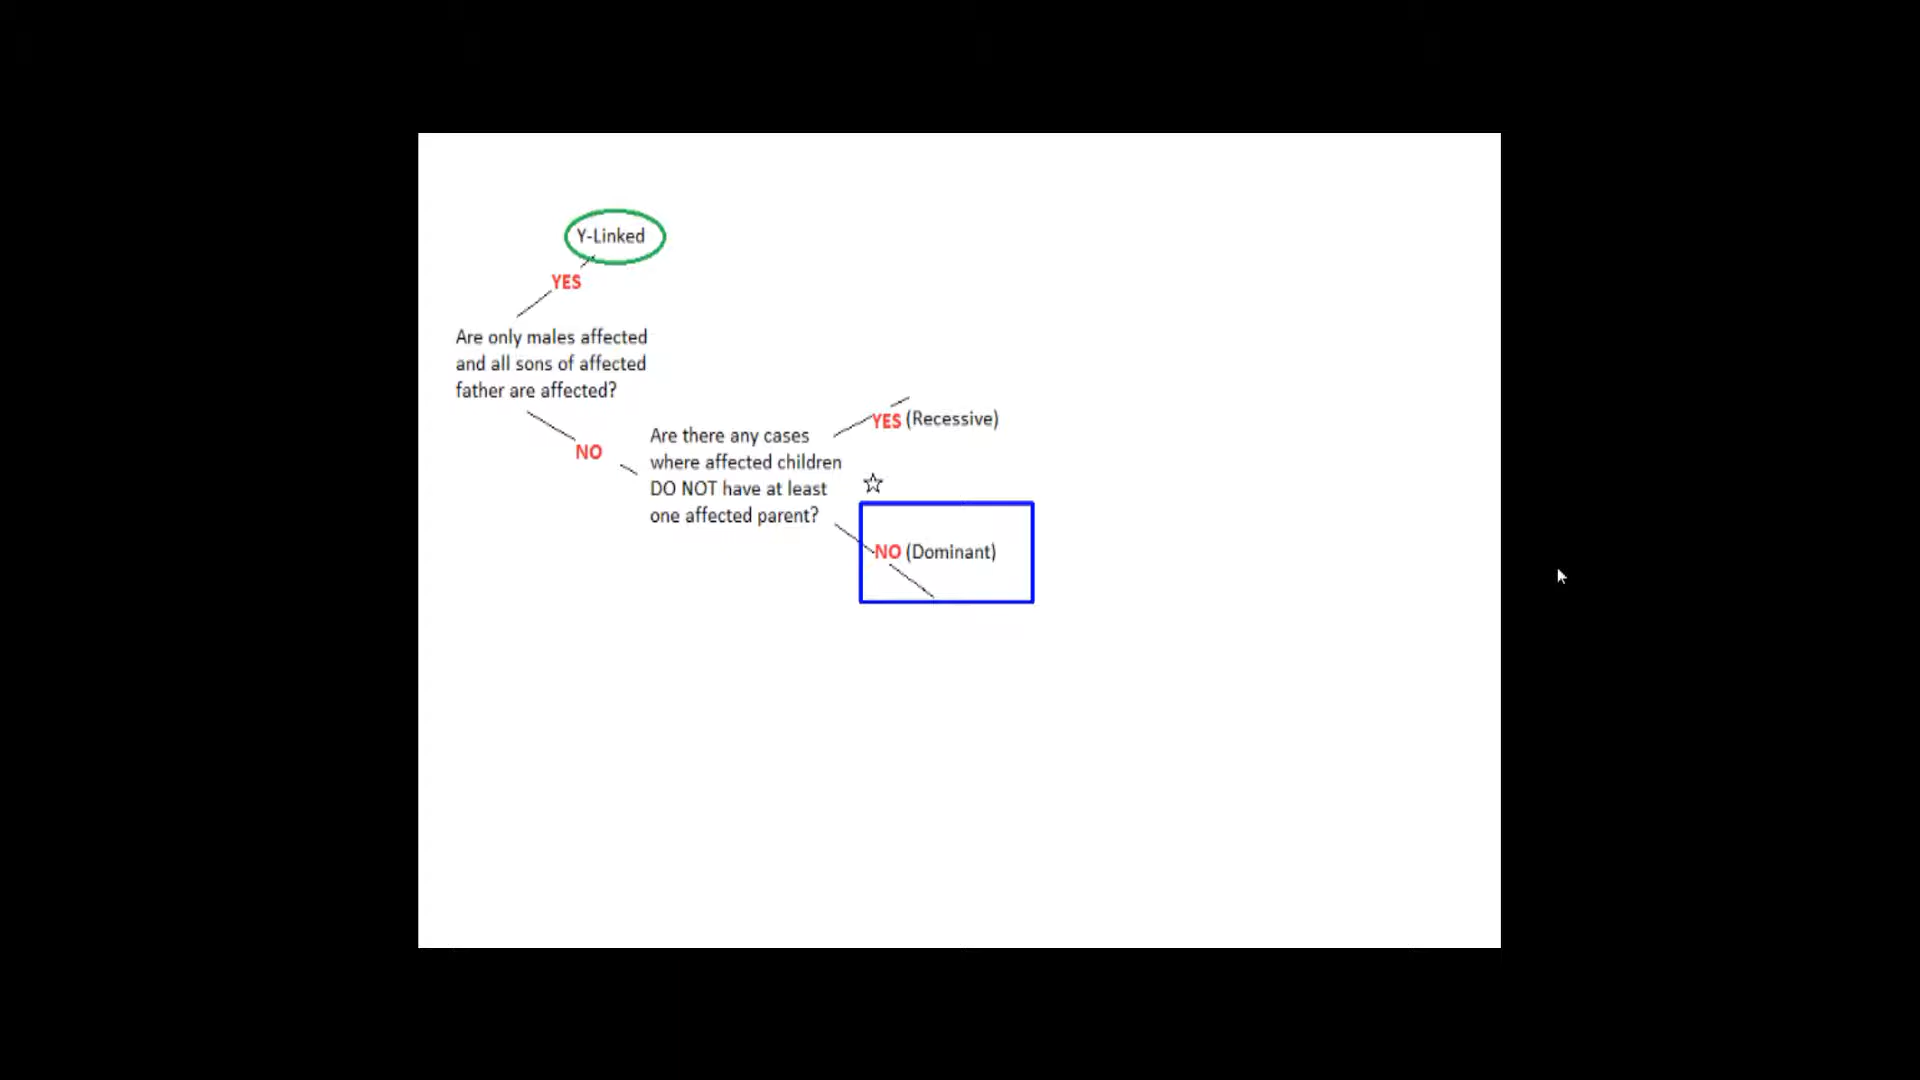 Y-Linked
YES
Are only males affected
and all sons of affected
father are affected?
NO
Are there any cases
where affected children
DO NOT have at least
one affected parent?
YES (Recessive)
NO (Dominant)